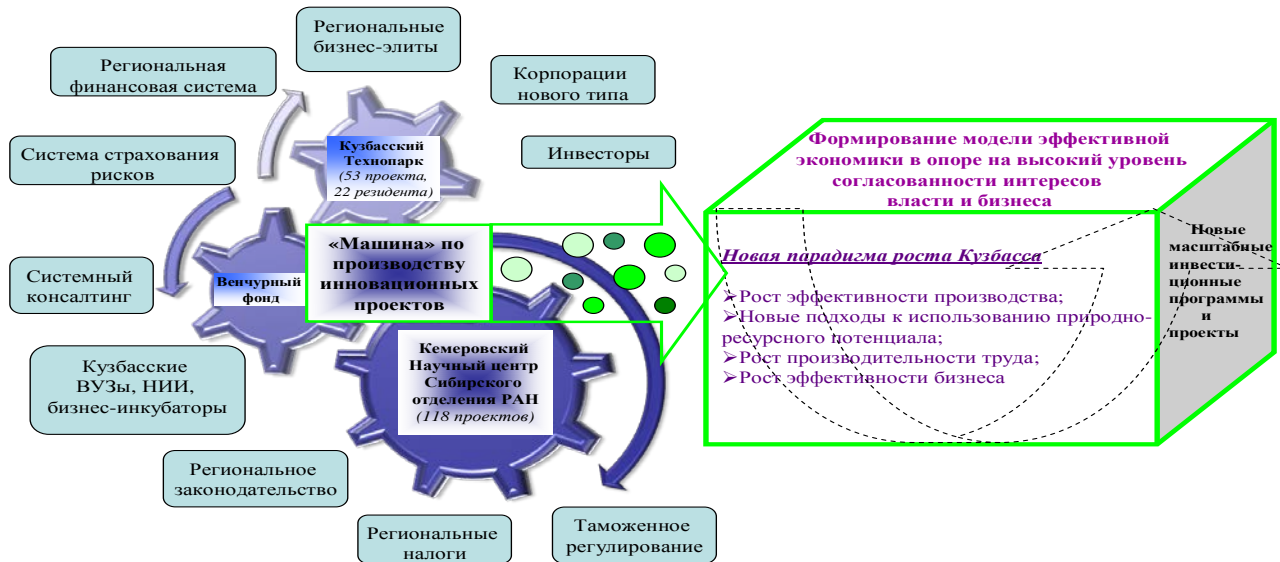 Региональные
бизнес-элиты
Региональная
финансовая система
Корпорации
нового типа
Система страхования
рисков
Инвесторы
Кузбасский
Технопарк
(53 проекта,
22 резидента)
Системный
консалтинг
Венчурный
фонд
«Машина» по
производству
инновационных
проектов
Кузбасские
ВУЗы, НИИ,
бизнес-инкубаторы
Кемеровский
Научный центр
Сибирского
отделения РАН
(118 проектов)
Региональное
законодательство
Региональные
налоги
Таможенное
регулирование
Формирование модели эффективной
экономики в опоре на высокий уровень
согласованности интересов
власти и бизнеса
Новая парадигма роста Кузбасса
➢Рост эффективности производства;
➢Новые подходы к использованию природно-
ресурсного потенциала;
➢Рост производительности труда;
➢Рост эффективности бизнеса
Новые
масштабные
инвести-
ционные
программы
и
проекты